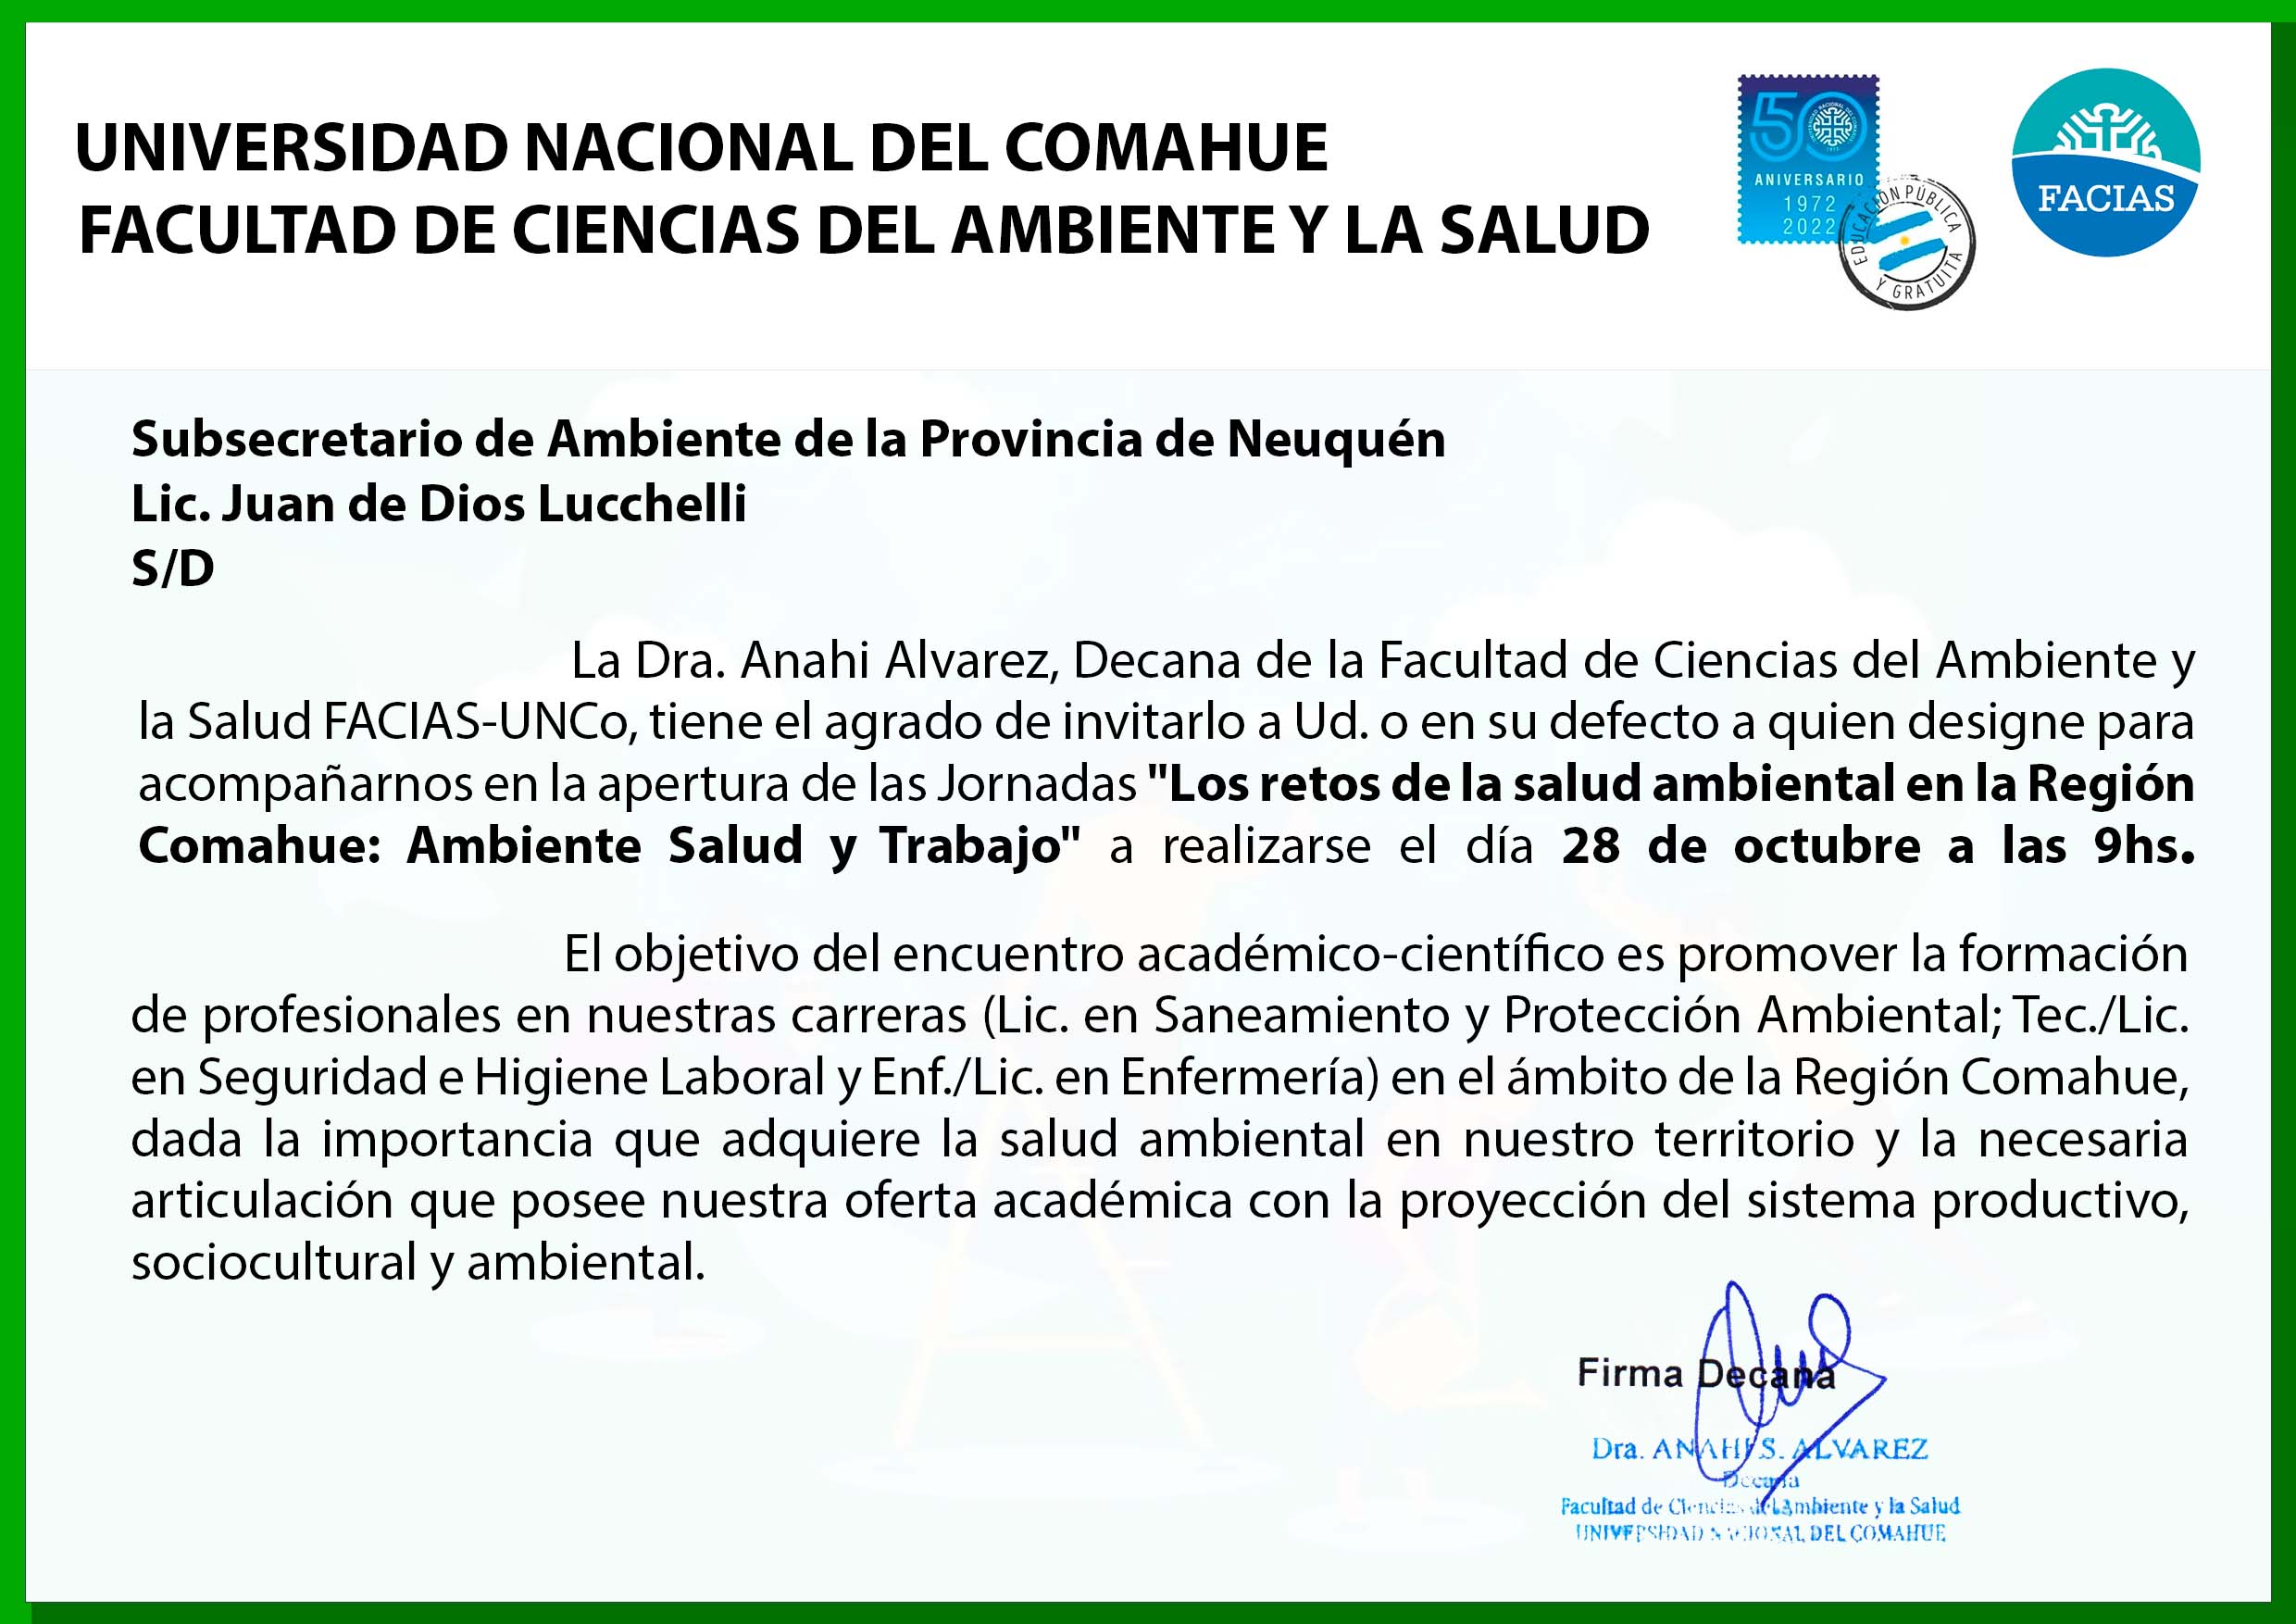 UNIVERSIDAD NACIONAL DEL COMAHUE
FACULTAD DE CIENCIAS DEL AMBIENTE Y LA SALUD
50
ANIVERSARIO
1972
2022
EDUCACIÓN PÚBLICA
Y GRATUITA
FACIAS
Subsecretario de Ambiente de la Provincia de Neuquén
Lic. Juan de Dios Lucchelli
S/D
La Dra. Anahi Alvarez, Decana de la Facultad de Ciencias del Ambiente y
la Salud FACIAS-UNCo, tiene el agrado de invitarlo a Ud. o en su defecto a quien designe para
acompañarnos en la apertura de las Jornadas "Los retos de la salud ambiental en la Región
Comahue: Ambiente Salud y Trabajo" a realizarse el día 28 de octubre a las 9hs.
El objetivo del encuentro académico-científico es promover la formación
de profesionales en nuestras carreras (Lic. en Saneamiento y Protección Ambiental; Tec./Lic.
en Seguridad e Higiene Laboral y Enf./Lic. en Enfermería) en el ámbito de la Región Comahue,
dada la importancia que adquiere la salud ambiental en nuestro territorio y la necesaria
articulación que posee nuestra oferta académica con la proyección del sistema productivo,
sociocultural y ambiental.
Firma Decana
Dra. ANAHI S. ALVAREZ
Decana
Facultad de Ciencias del Ambiente y la Salud
UNIVERSIDAD NACIONAL DEL COMAHUE